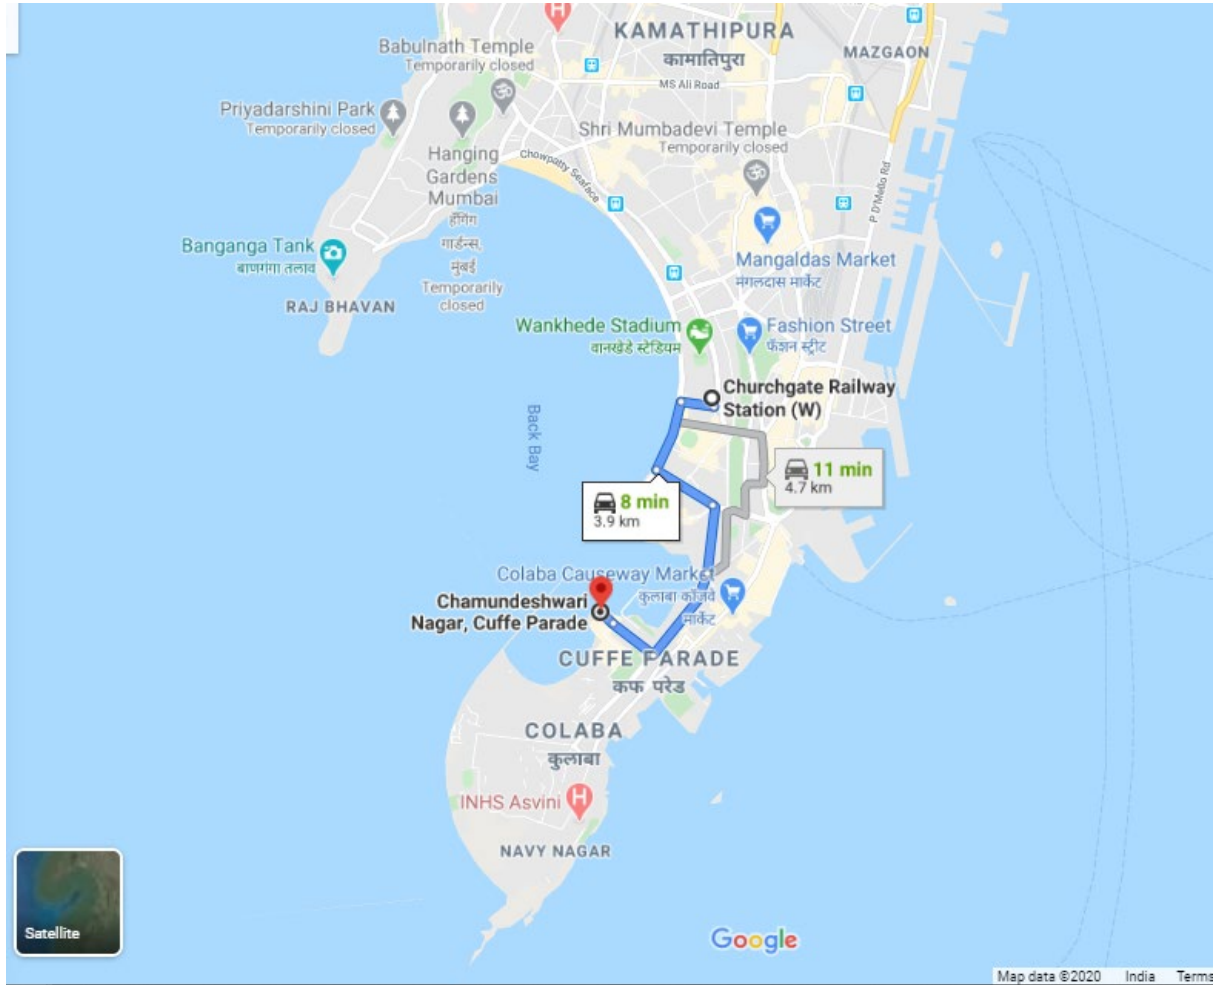 KAMATHIPURA
कामातिपुरा
MAZGAON
Babulnath Temple
Temporarily closed
MS Ali Road
Priyadarshini Park
Temporarily closed
Shri Mumbadevi Temple
Temporarily closed
Hanging
Gardens
Mumbai
हँगिंग
गार्डन्स,
मुंबई
Temporarily
closed
Chowpatty Seaface
P D'Mello Rd
Banganga Tank
बाणगंगा तलाव
RAJ BHAVAN
Mangaldas Market
मंगलदास मार्केट
Wankhede Stadium
वानखेडे स्टेडियम
Fashion Street
फॅशन स्ट्रीट
Churchgate Railway
Station (W)
Back Bay
11 min
4.7 km
8 min
3.9 km
Colaba Causeway Market
कुलाबा कॉजवे
मार्केट
Chamundeshwari
Nagar, Cuffe Parade
CUFFE PARADE
कफ परेड
COLABA
कुलाबा
INHS Asvini
NAVY NAGAR
Satellite
Google
Map data ©2020 India Terms